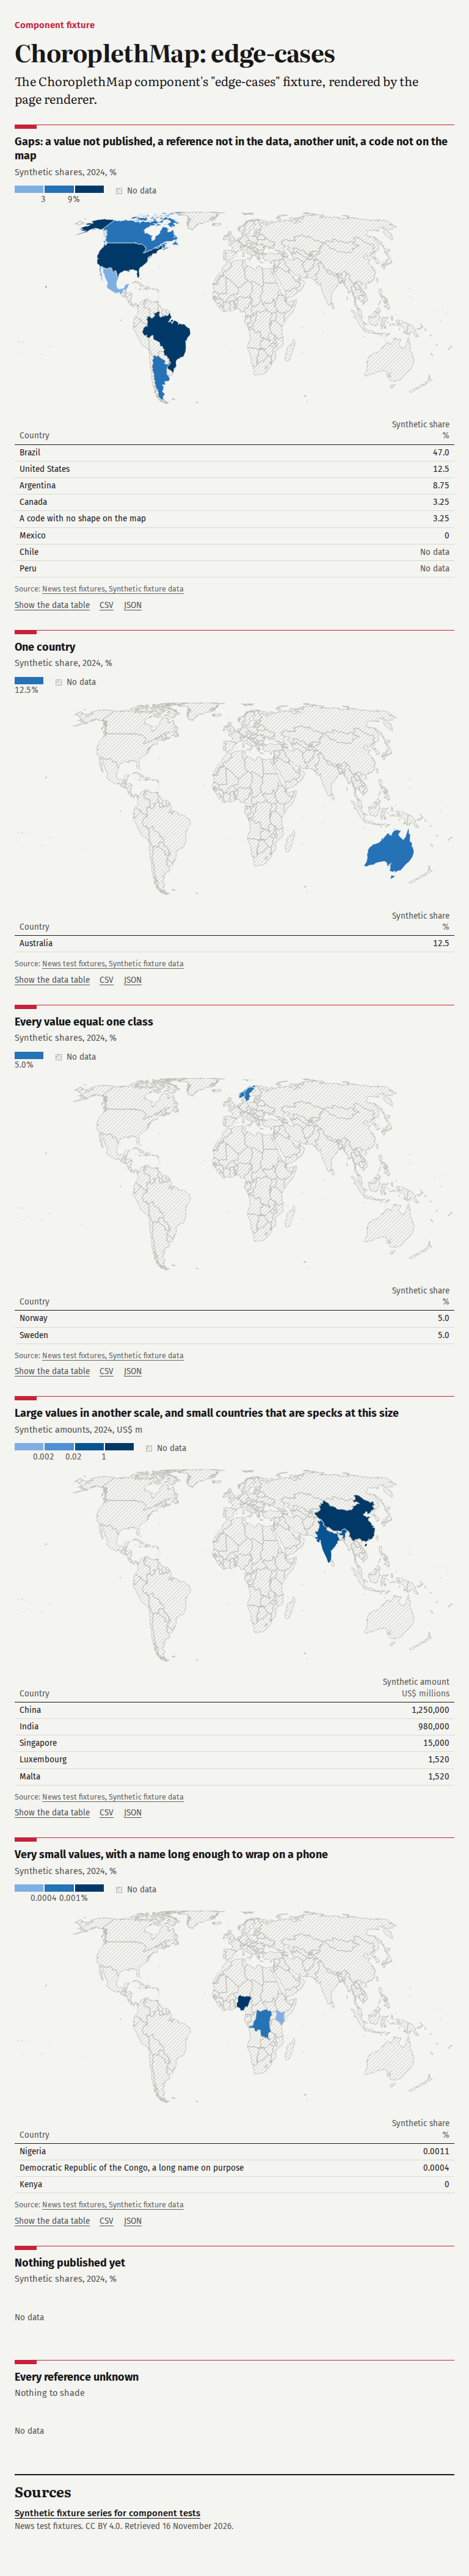 Component fixture
ChoroplethMap: edge-cases
The ChoroplethMap component's "edge-cases" fixture, rendered by the
page renderer.
Gaps: a value not published, a reference not in the data, another unit, a code not on the
map
Synthetic shares, 2024, %
No data
3 9%
Synthetic share
Country %
Brazil 47.0
United States 12.5
Argentina 8.75
Canada 3.25
A code with no shape on the map 3.25
Mexico 0
Chile No data
Peru No data
Source: News test fixtures, Synthetic fixture data
Show the data table CSV JSON
One country
Synthetic share, 2024, %
No data
12.5%
Synthetic share
Country %
Australia 12.5
Source: News test fixtures, Synthetic fixture data
Show the data table CSV JSON
Every value equal: one class
Synthetic shares, 2024, %
No data
5.0%
Synthetic share
Country %
Norway 5.0
Sweden 5.0
Source: News test fixtures, Synthetic fixture data
Show the data table CSV JSON
Large values in another scale, and small countries that are specks at this size
Synthetic amounts, 2024, US$ m
No data
0.002 0.02 1
Synthetic amount
Country US$ millions
China 1,250,000
India 980,000
Singapore 15,000
Luxembourg 1,520
Malta 1,520
Source: News test fixtures, Synthetic fixture data
Show the data table CSV JSON
Very small values, with a name long enough to wrap on a phone
Synthetic shares, 2024, %
No data
0.0004 0.001%
Synthetic share
Country %
Nigeria 0.0011
Democratic Republic of the Congo, a long name on purpose 0.0004
Kenya 0
Source: News test fixtures, Synthetic fixture data
Show the data table CSV JSON
Nothing published yet
Synthetic shares, 2024, %
No data
Every reference unknown
Nothing to shade
No data
Sources
Synthetic fixture series for component tests
News test fixtures. CC BY 4.0. Retrieved 16 November 2026.